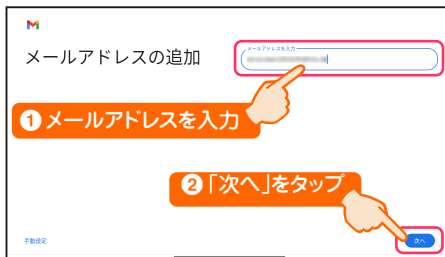 メールアドレスの追加
メールアドレスを入力
❶メールアドレスを入力
❷「次へ」をタップ
手動設定
次へ